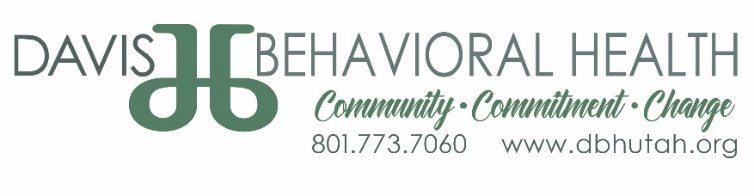 DAVIS BEHAVIORAL HEALTH
Community • Commitment • Change
801.773.7060 www.dbhutah.org